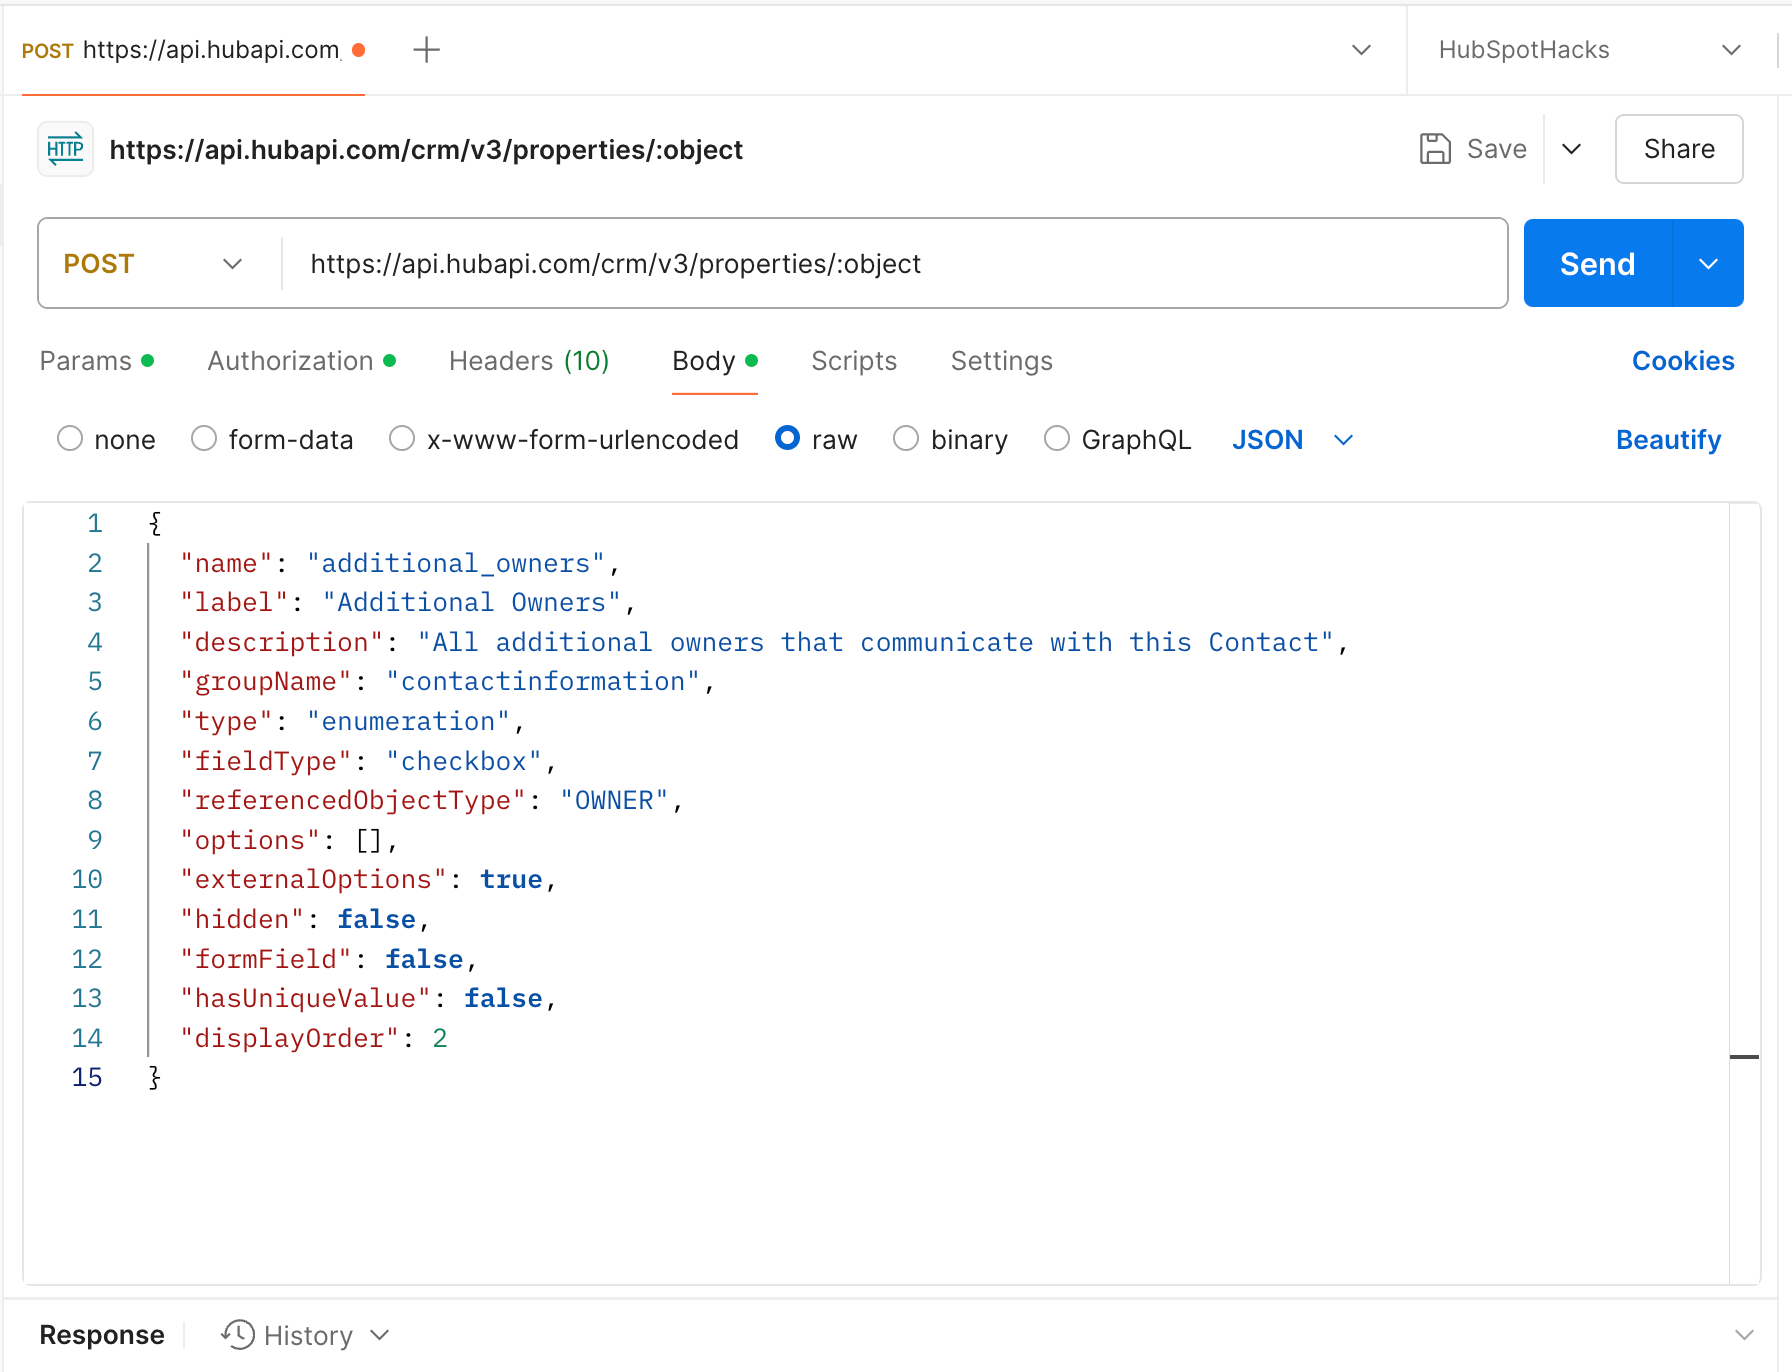 POST https://api.hubapi.com
HubSpotHacks
HTTP https://api.hubapi.com/crm/v3/properties/:object
Save
Share
POST https://api.hubapi.com/crm/v3/properties/:object
Send
Params Authorization Headers (10) Body Scripts Settings Cookies
none form-data x-www-form-urlencoded raw binary GraphQL JSON Beautify
1 {
2 "name": "additional_owners",
3 "label": "Additional Owners",
4 "description": "All additional owners that communicate with this Contact",
5 "groupName": "contactinformation",
6 "type": "enumeration",
7 "fieldType": "checkbox",
8 "referencedObjectType": "OWNER",
9 "options": [],
10 "externalOptions": true,
11 "hidden": false,
12 "formField": false,
13 "hasUniqueValue": false,
14 "displayOrder": 2
15 }
Response History